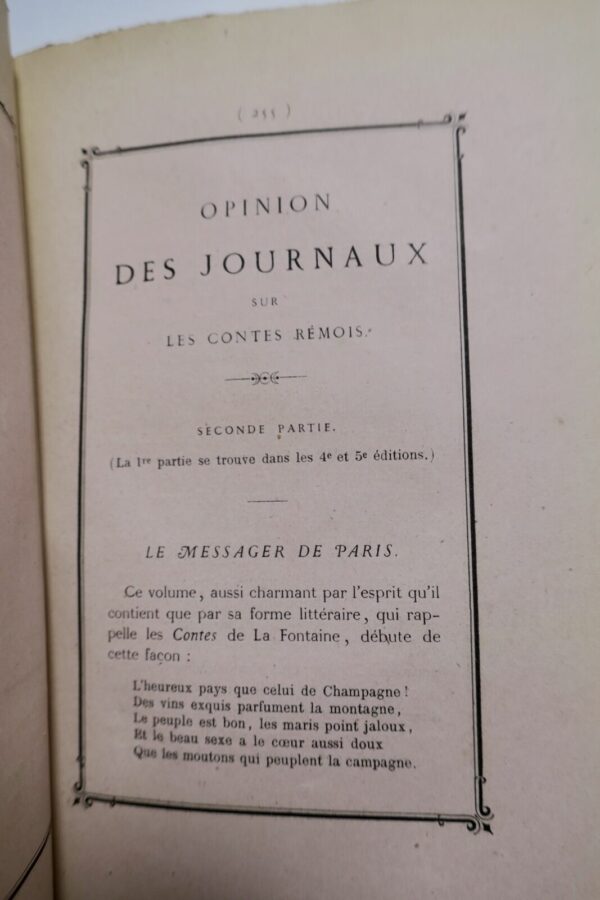 ( 255 )
OPINION
DES JOURNAUX
SUR
LES CONTES RÉMOIS.
SECONDE PARTIE.
(La 1re partie se trouve dans les 4e et 5e éditions.)
LE MESSAGER DE PARIS.
Ce volume, aussi charmant par l'esprit qu'il
contient que par sa forme littéraire, qui rap-
pelle les Contes de La Fontaine, débute de
cette façon :
L'heureux pays que celui de Champagne !
Des vins exquis parfument la montagne,
Le peuple est bon, les maris point jaloux,
Et le beau sexe a le cœur aussi doux
Que les moutons qui peuplent la campagne.